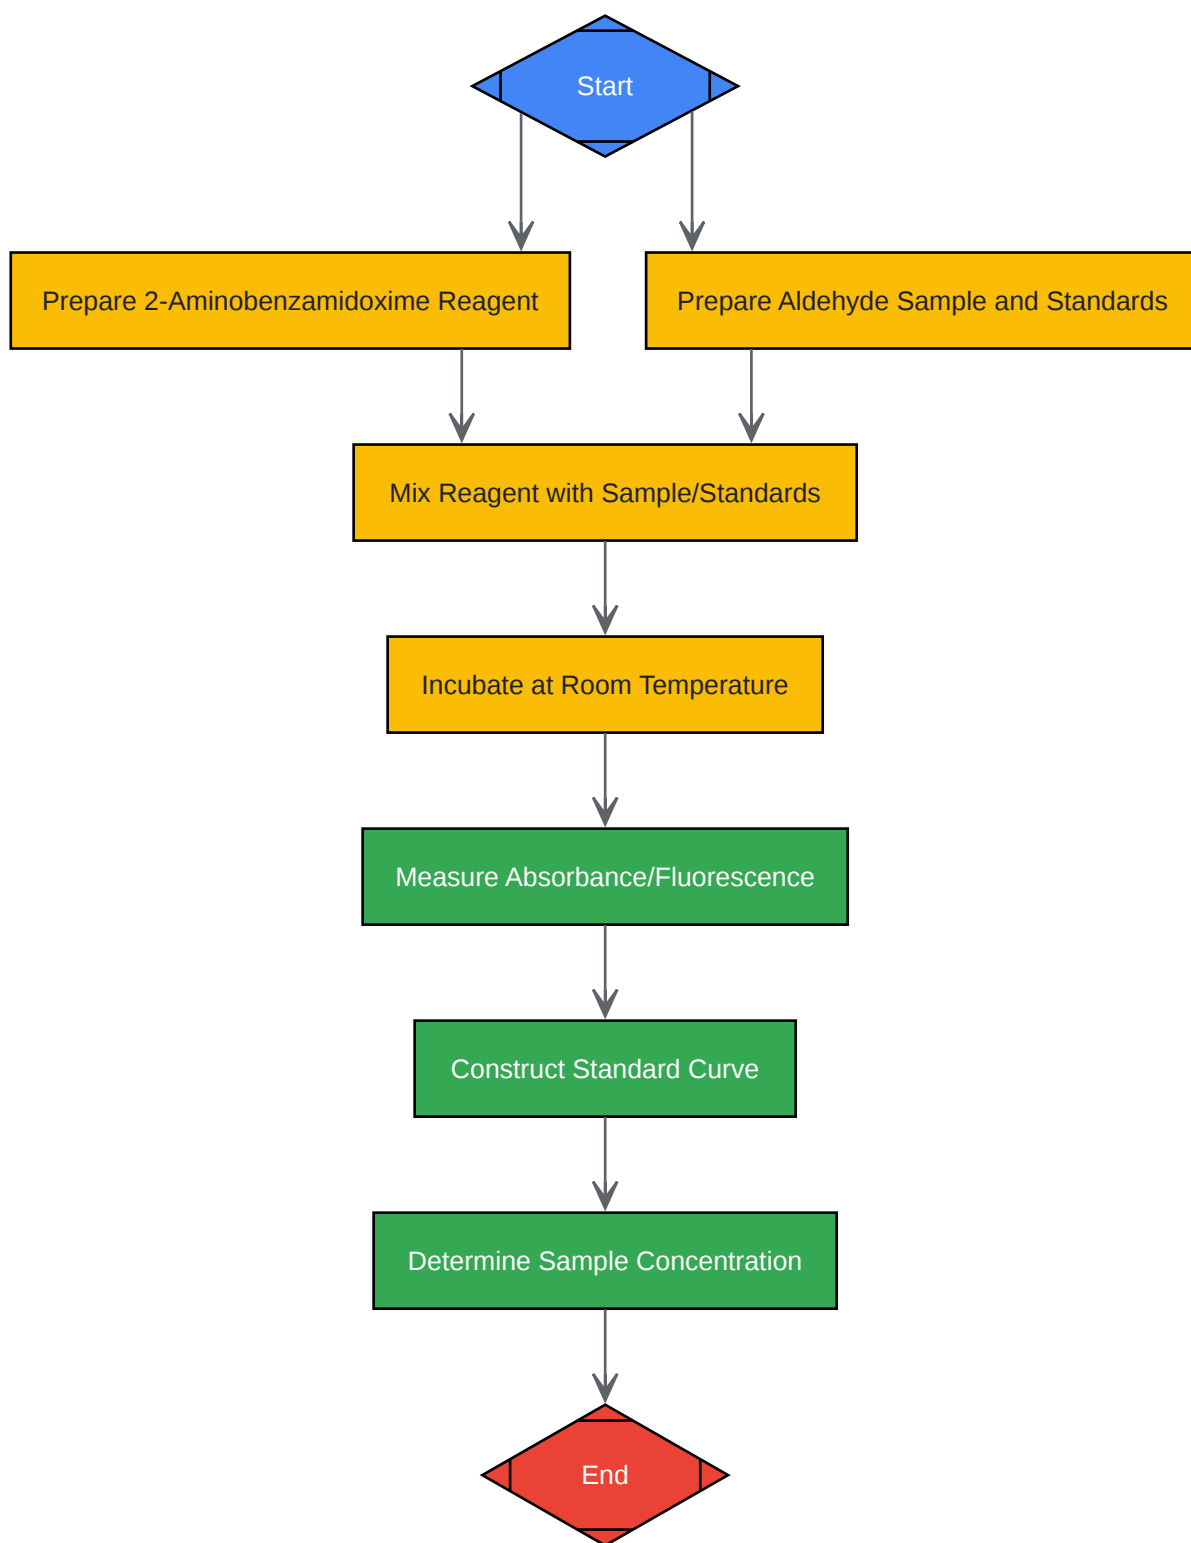 Start
Prepare 2-Aminobenzamidoxime Reagent
Prepare Aldehyde Sample and Standards
Mix Reagent with Sample/Standards
Incubate at Room Temperature
Measure Absorbance/Fluorescence
Construct Standard Curve
Determine Sample Concentration
End